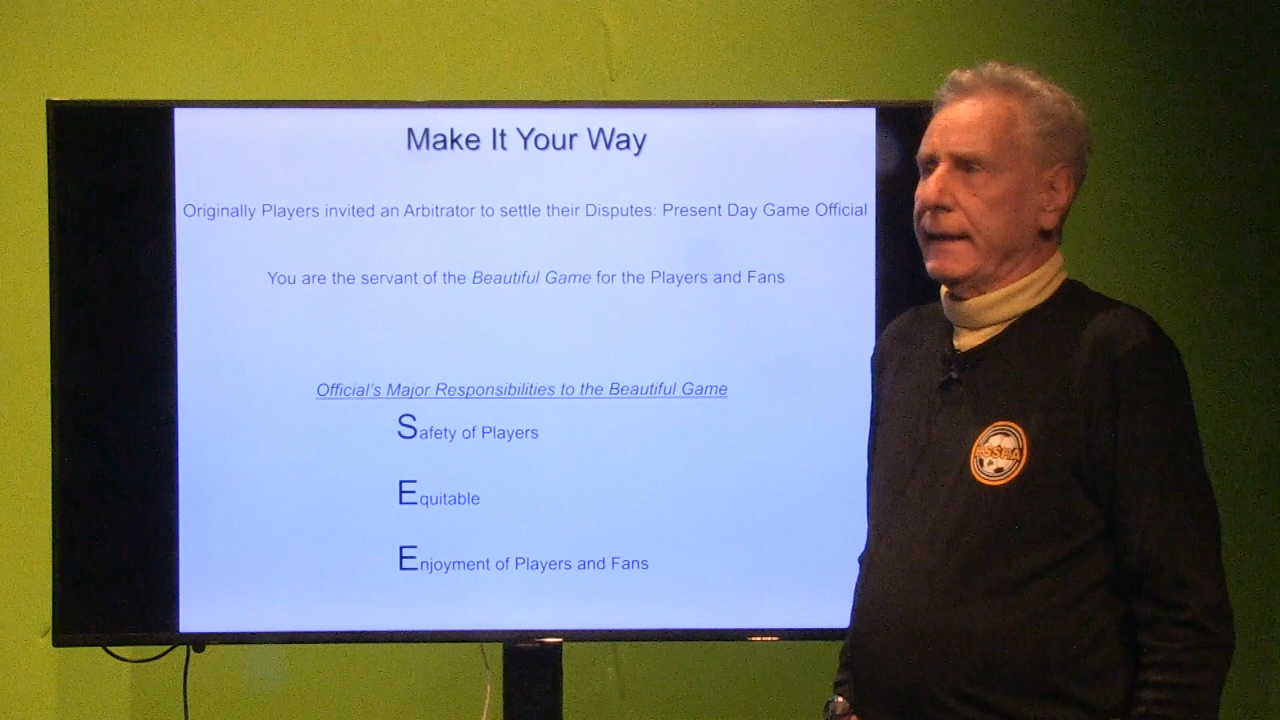 Make It Your Way
Originally Players invited an Arbitrator to settle their Disputes: Present Day Game Official
You are the servant of the Beautiful Game for the Players and Fans
Official's Major Responsibilities to the Beautiful Game
Safety of Players
Equitable
Enjoyment of Players and Fans